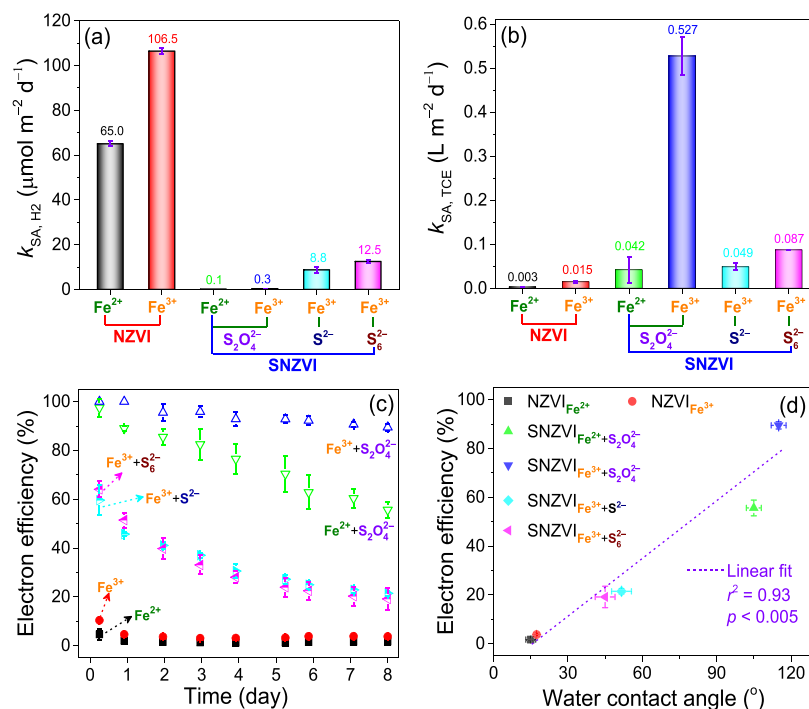 (a)
k_SA, H2 (μmol m⁻² d⁻¹)
120
100
80
60
40
20
0
65.0
106.5
0.1
0.3
8.8
12.5
Fe²⁺ Fe³⁺ Fe²⁺ Fe³⁺ Fe³⁺ Fe³⁺
NZVI
S₂O₄²⁻ S²⁻ S₆²⁻
SNZVI
(b)
k_SA, TCE (L m⁻² d⁻¹)
0.6
0.5
0.4
0.3
0.2
0.1
0.0
0.003
0.015
0.042
0.527
0.049
0.087
Fe²⁺ Fe³⁺ Fe²⁺ Fe³⁺ Fe³⁺ Fe³⁺
NZVI
S₂O₄²⁻ S²⁻ S₆²⁻
SNZVI
(c)
Electron efficiency (%)
100
80
60
40
20
0
Fe³⁺+S₂O₄²⁻
Fe³⁺+S₆²⁻
Fe³⁺+S²⁻
Fe²⁺+S₂O₄²⁻
Fe³⁺
Fe²⁺
0 1 2 3 4 5 6 7 8
Time (day)
(d)
Electron efficiency (%)
100
80
60
40
20
0
NZVI_Fe²⁺ NZVI_Fe³⁺
SNZVI_Fe²⁺+S₂O₄²⁻
SNZVI_Fe³⁺+S₂O₄²⁻
SNZVI_Fe³⁺+S²⁻
SNZVI_Fe³⁺+S₆²⁻
Linear fit
r² = 0.93
p < 0.005
0 30 60 90 120
Water contact angle (°)